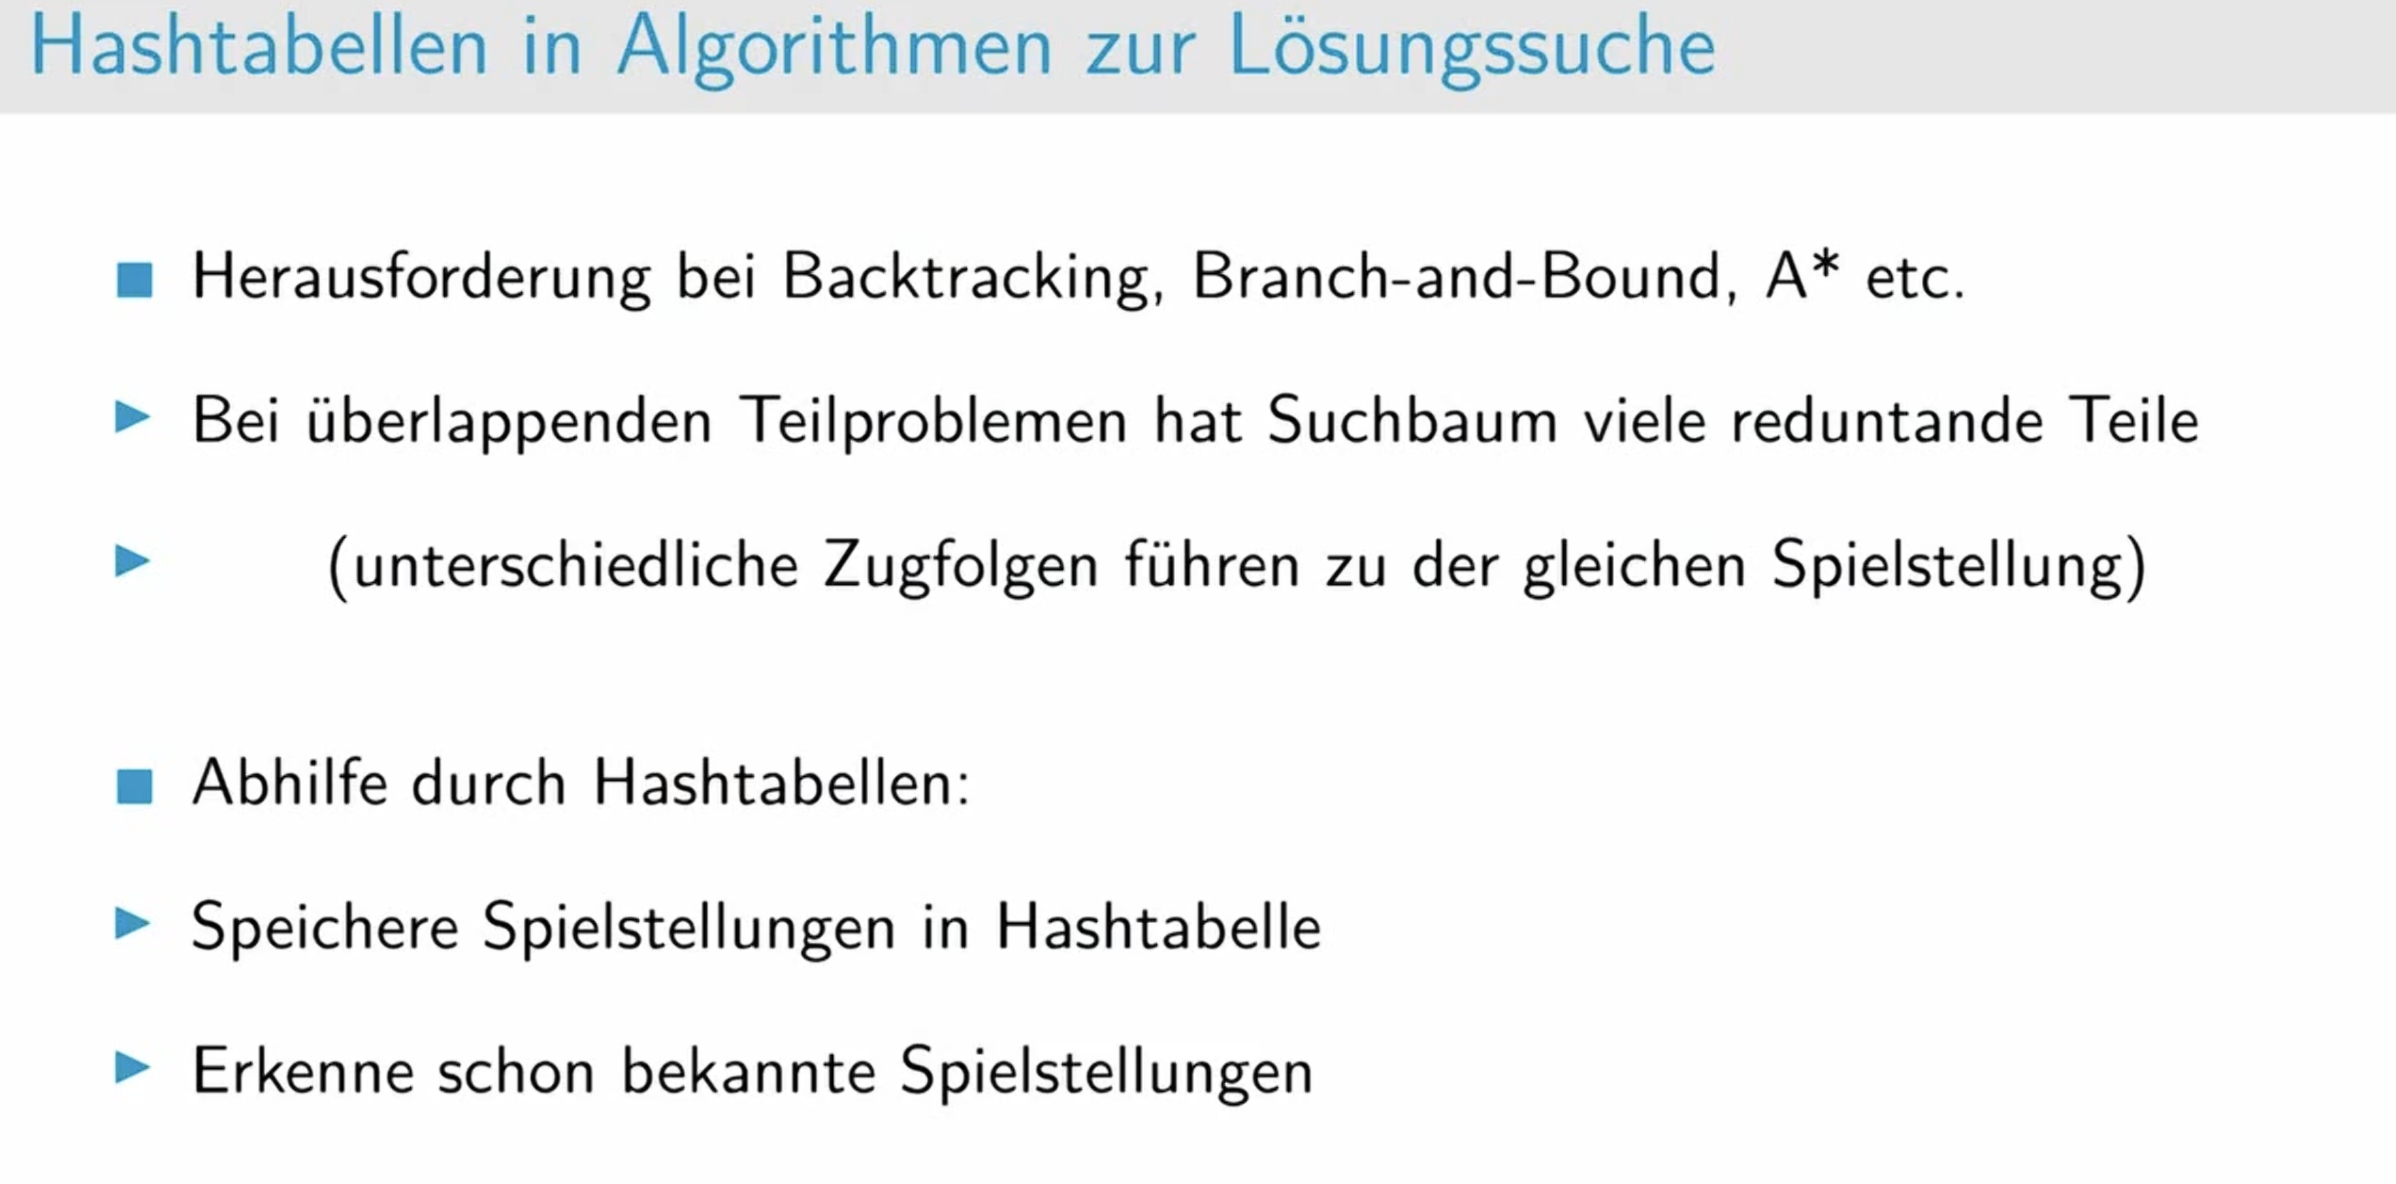 Hashtabellen in Algorithmen zur Lösungssuche
Herausforderung bei Backtracking, Branch-and-Bound, A* etc.
Bei überlappenden Teilproblemen hat Suchbaum viele reduntande Teile
(unterschiedliche Zugfolgen führen zu der gleichen Spielstellung)
Abhilfe durch Hashtabellen:
Speichere Spielstellungen in Hashtabelle
Erkenne schon bekannte Spielstellungen